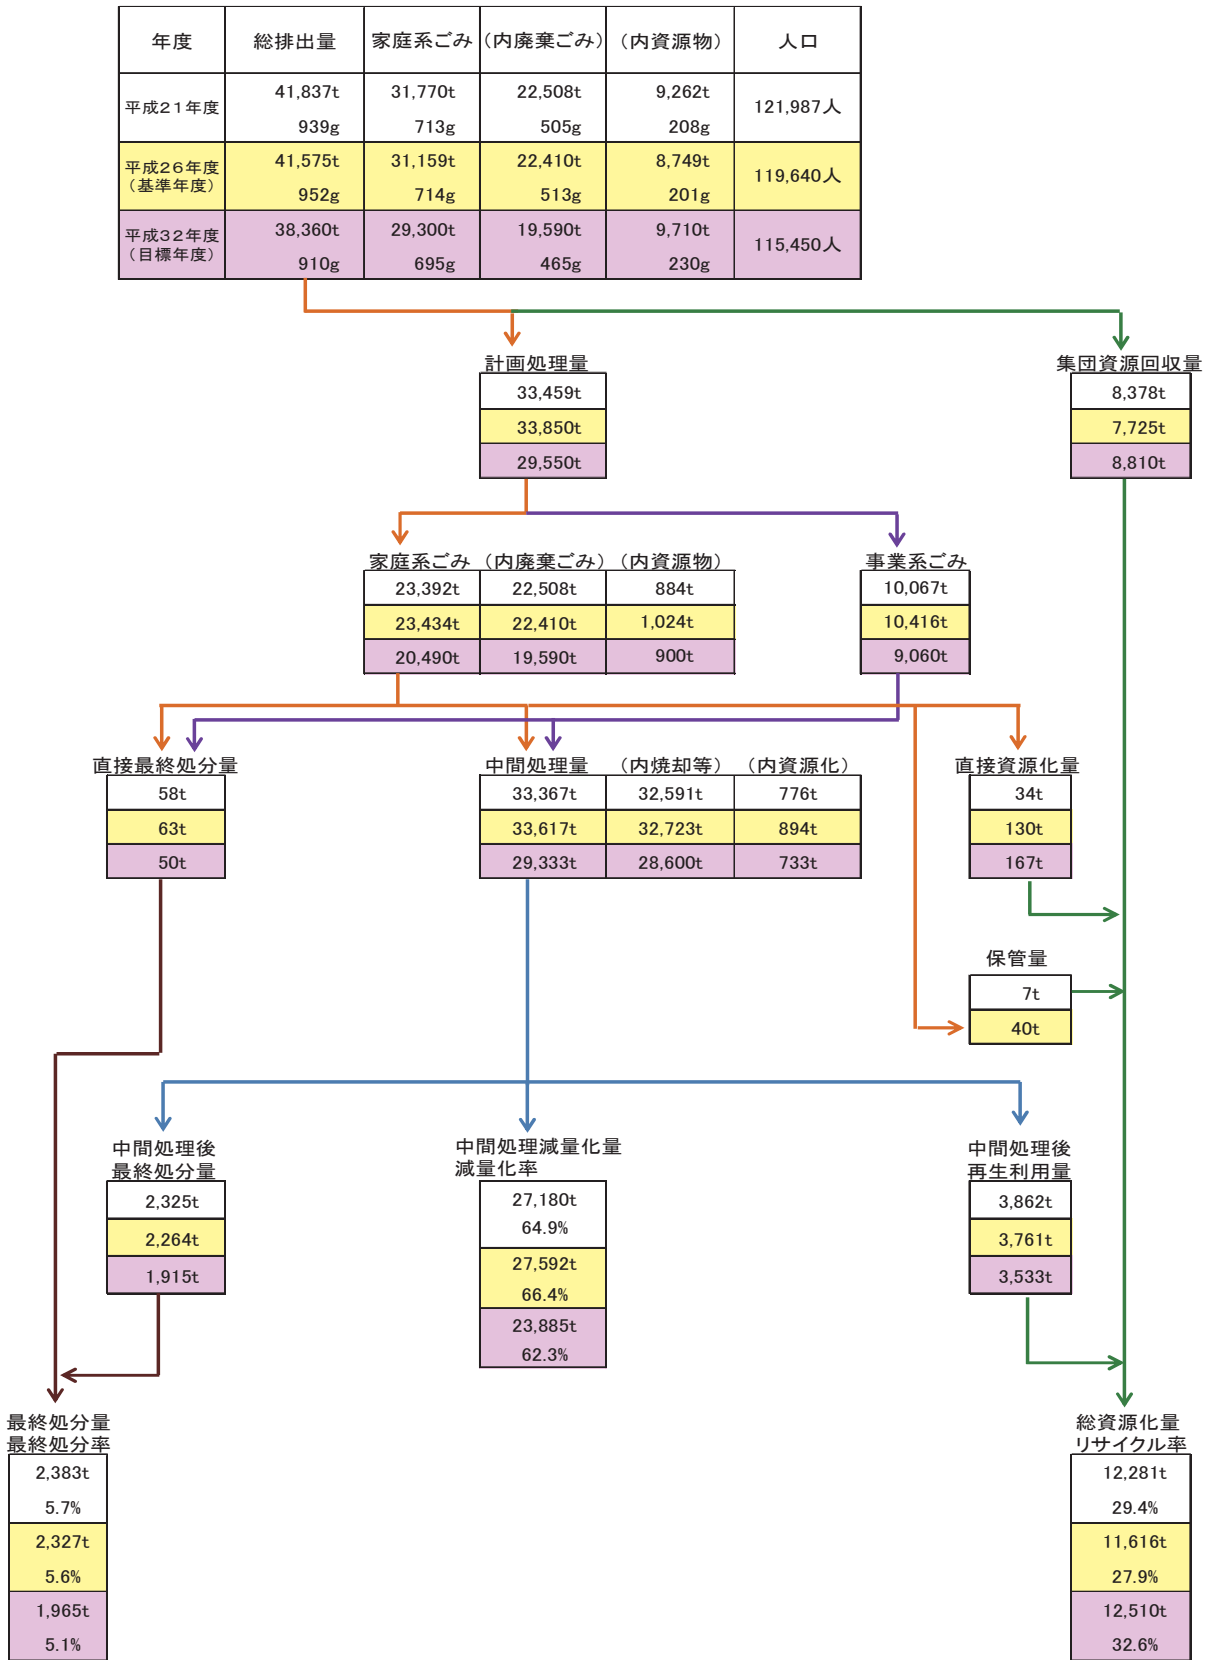 年度 総排出量 家庭系ごみ （内廃棄ごみ） （内資源物） 人口
平成21年度 41,837t 31,770t 22,508t 9,262t 121,987人
939g 713g 505g 208g
平成26年度 41,575t 31,159t 22,410t 8,749t 119,640人
（基準年度） 952g 714g 513g 201g
平成32年度 38,360t 29,300t 19,590t 9,710t 115,450人
（目標年度） 910g 695g 465g 230g
計画処理量 集団資源回収量
33,459t 8,378t
33,850t 7,725t
29,550t 8,810t
家庭系ごみ （内廃棄ごみ） （内資源物） 事業系ごみ
23,392t 22,508t 884t 10,067t
23,434t 22,410t 1,024t 10,416t
20,490t 19,590t 900t 9,060t
直接最終処分量 中間処理量 （内焼却等） （内資源化） 直接資源化量
58t 33,367t 32,591t 776t 34t
63t 33,617t 32,723t 894t 130t
50t 29,333t 28,600t 733t 167t
保管量
7t
40t
中間処理後 中間処理減量化量 中間処理後
最終処分量 減量化率 再生利用量
2,325t 27,180t 3,862t
64.9%
2,264t 27,592t 3,761t
66.4%
1,915t 23,885t 3,533t
62.3%
最終処分量 総資源化量
最終処分率 リサイクル率
2,383t 12,281t
5.7% 29.4%
2,327t 11,616t
5.6% 27.9%
1,965t 12,510t
5.1% 32.6%